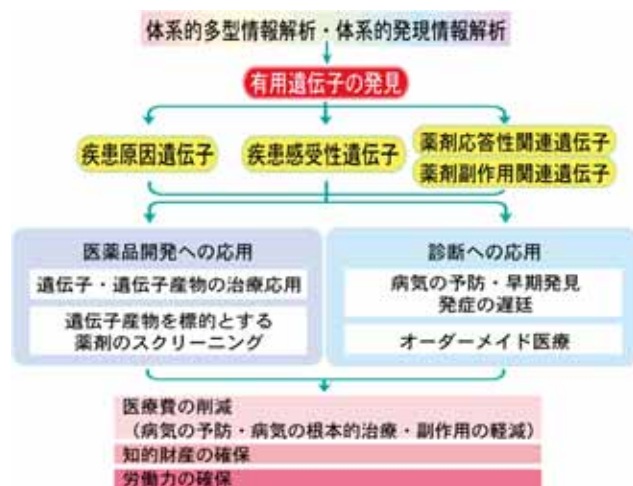 体系的多型情報解析・体系的発現情報解析
有用遺伝子の発見
疾患原因遺伝子
疾患感受性遺伝子
薬剤応答性関連遺伝子
薬剤副作用関連遺伝子
医薬品開発への応用
遺伝子・遺伝子産物の治療応用
遺伝子産物を標的とする
薬剤のスクリーニング
診断への応用
病気の予防・早期発見
発症の遅延
オーダーメイド医療
医療費の削減
（病気の予防・病気の根本的治療・副作用の軽減）
知的財産の確保
労働力の確保